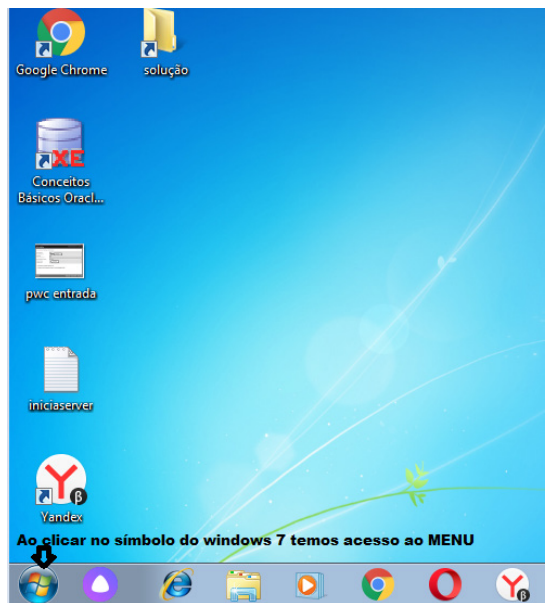 Google Chrome
solução
XE
Conceitos
Básicos Oracl...
pwc entrada
iniciaserver
β
Yandex
Ao clicar no símbolo do windows 7 temos acesso ao MENU
β